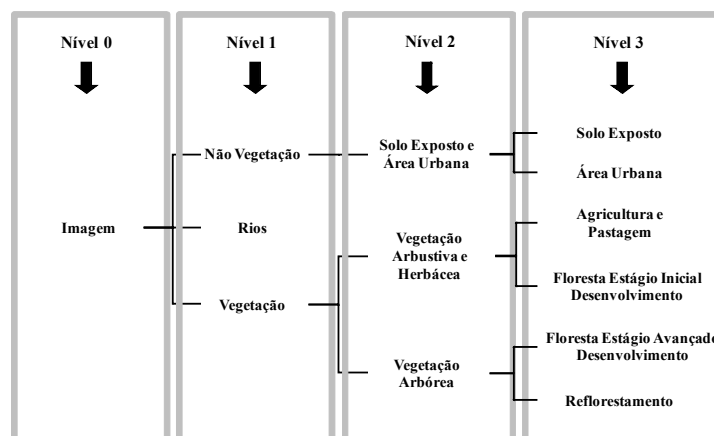 Nível 0
Nível 1
Nível 2
Nível 3
Imagem
Não Vegetação
Rios
Vegetação
Solo Exposto e
Área Urbana
Vegetação
Arbustiva e
Herbácea
Vegetação
Arbórea
Solo Exposto
Área Urbana
Agricultura e
Pastagem
Floresta Estágio Inicial
Desenvolvimento
Floresta Estágio Avançado
Desenvolvimento
Reflorestamento